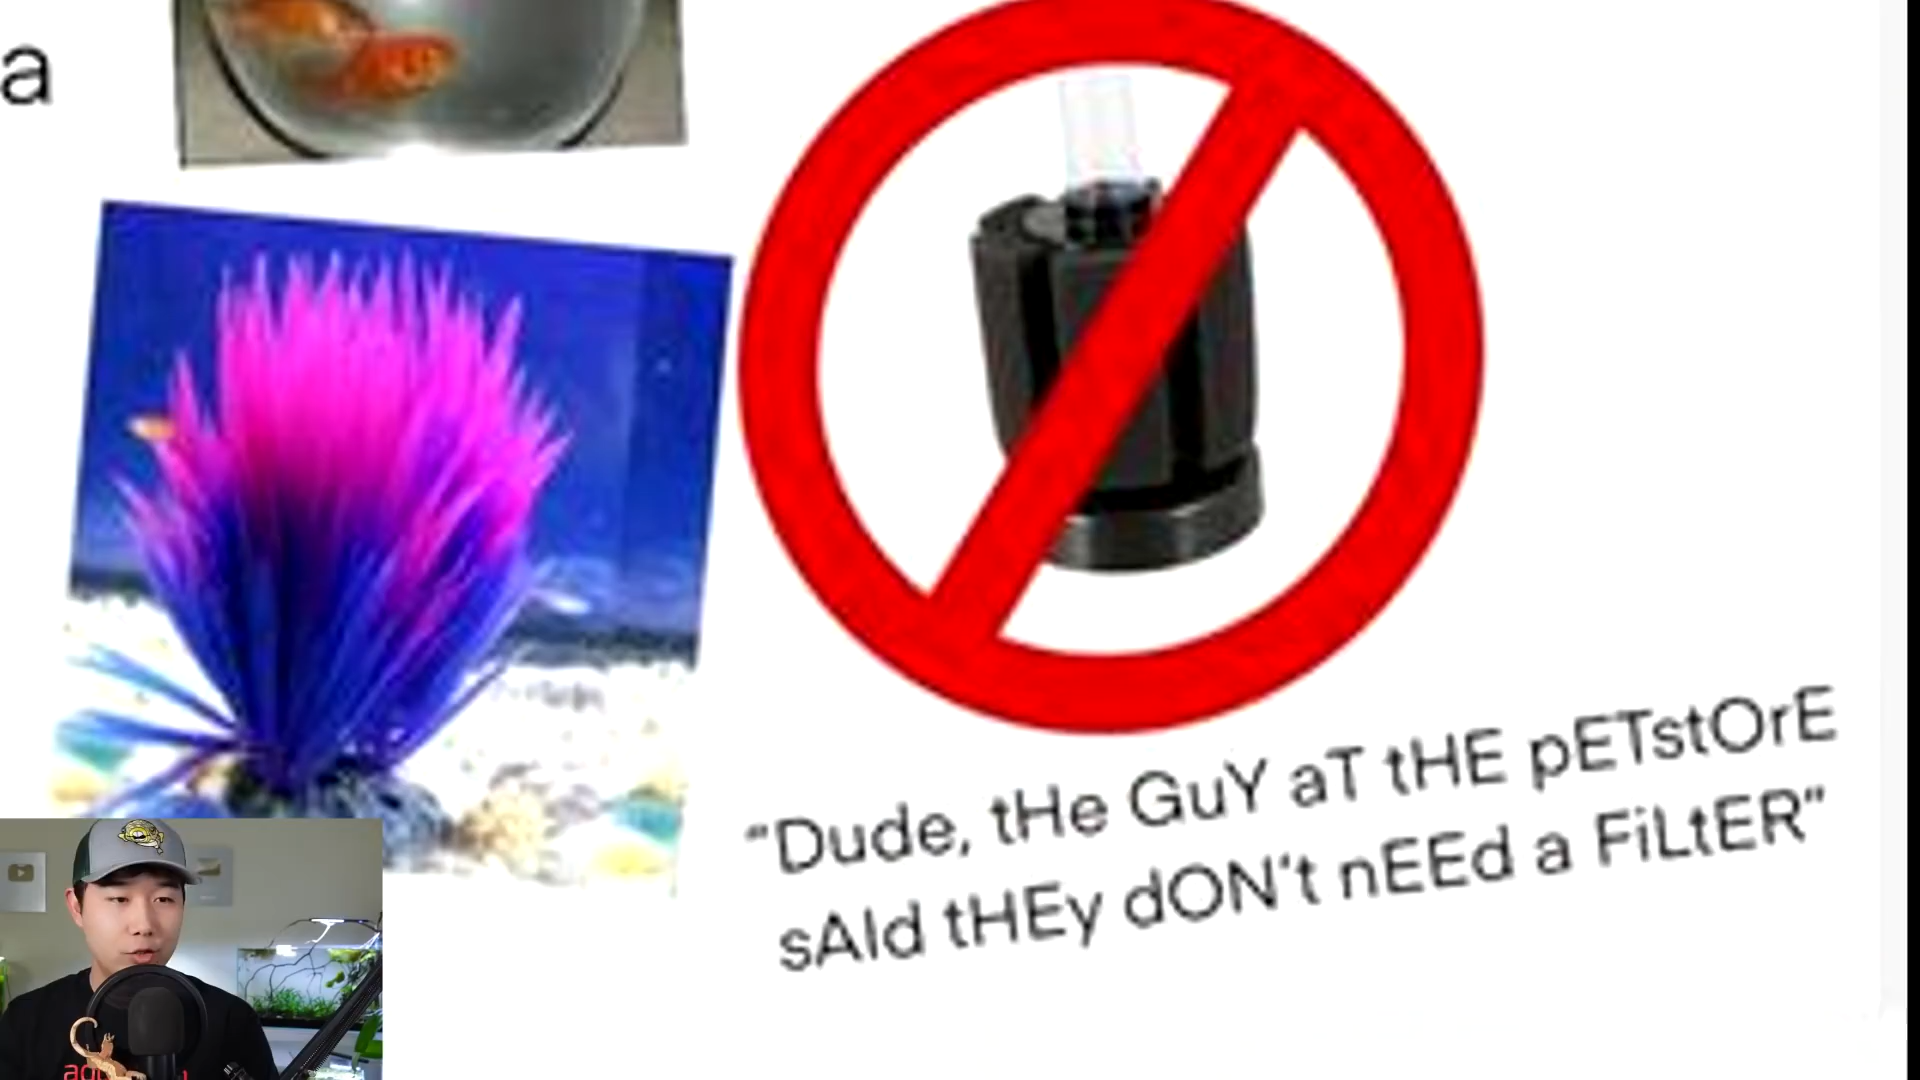 a
“Dude, tHe GuY aT tHE pETstOrE
sAId tHEy dON’t nEEd a FiLtER”